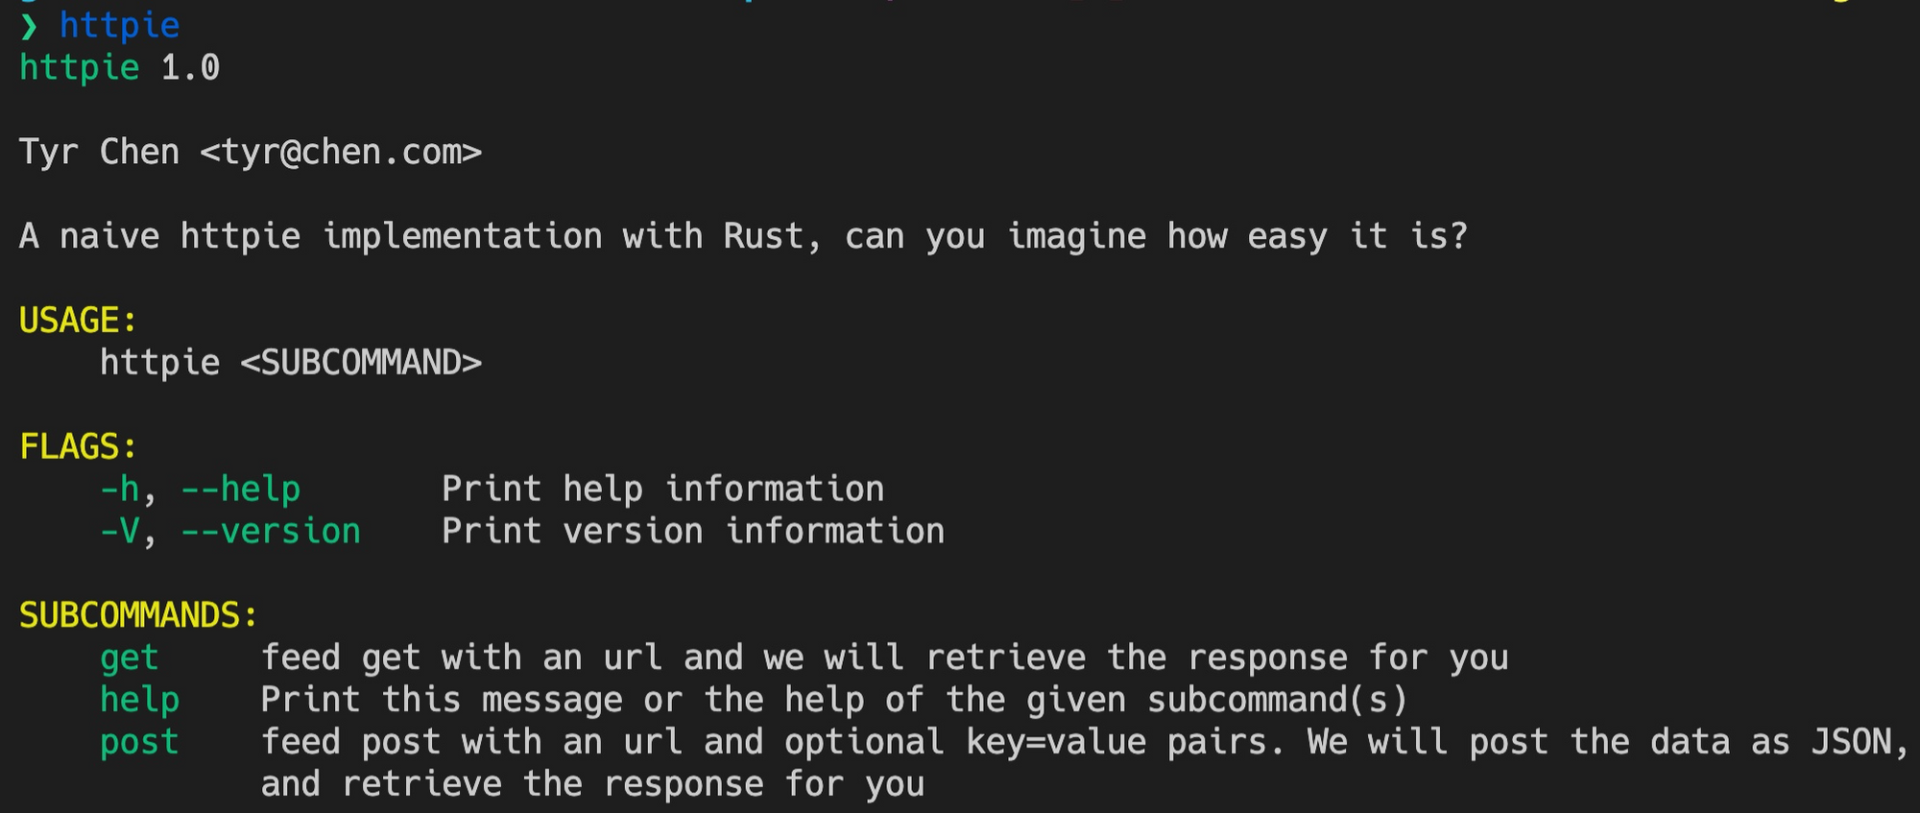 ❯ httpie
httpie 1.0
Tyr Chen <tyr@chen.com>
A naive httpie implementation with Rust, can you imagine how easy it is?
USAGE:
httpie <SUBCOMMAND>
FLAGS:
-h, --help Print help information
-V, --version Print version information
SUBCOMMANDS:
get feed get with an url and we will retrieve the response for you
help Print this message or the help of the given subcommand(s)
post feed post with an url and optional key=value pairs. We will post the data as JSON,
and retrieve the response for you